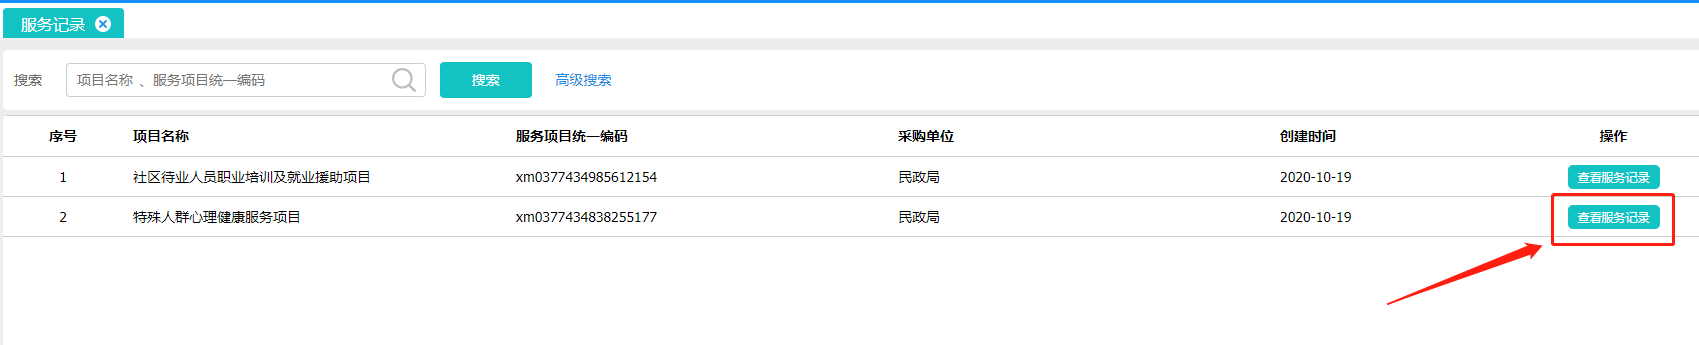 服务记录
搜索 项目名称 、服务项目统一编码 搜索 高级搜索
序号 项目名称 服务项目统一编码 采购单位 创建时间 操作
1 社区待业人员职业培训及就业援助项目 xm0377434985612154 民政局 2020-10-19 查看服务记录
2 特殊人群心理健康服务项目 xm0377434838255177 民政局 2020-10-19 查看服务记录